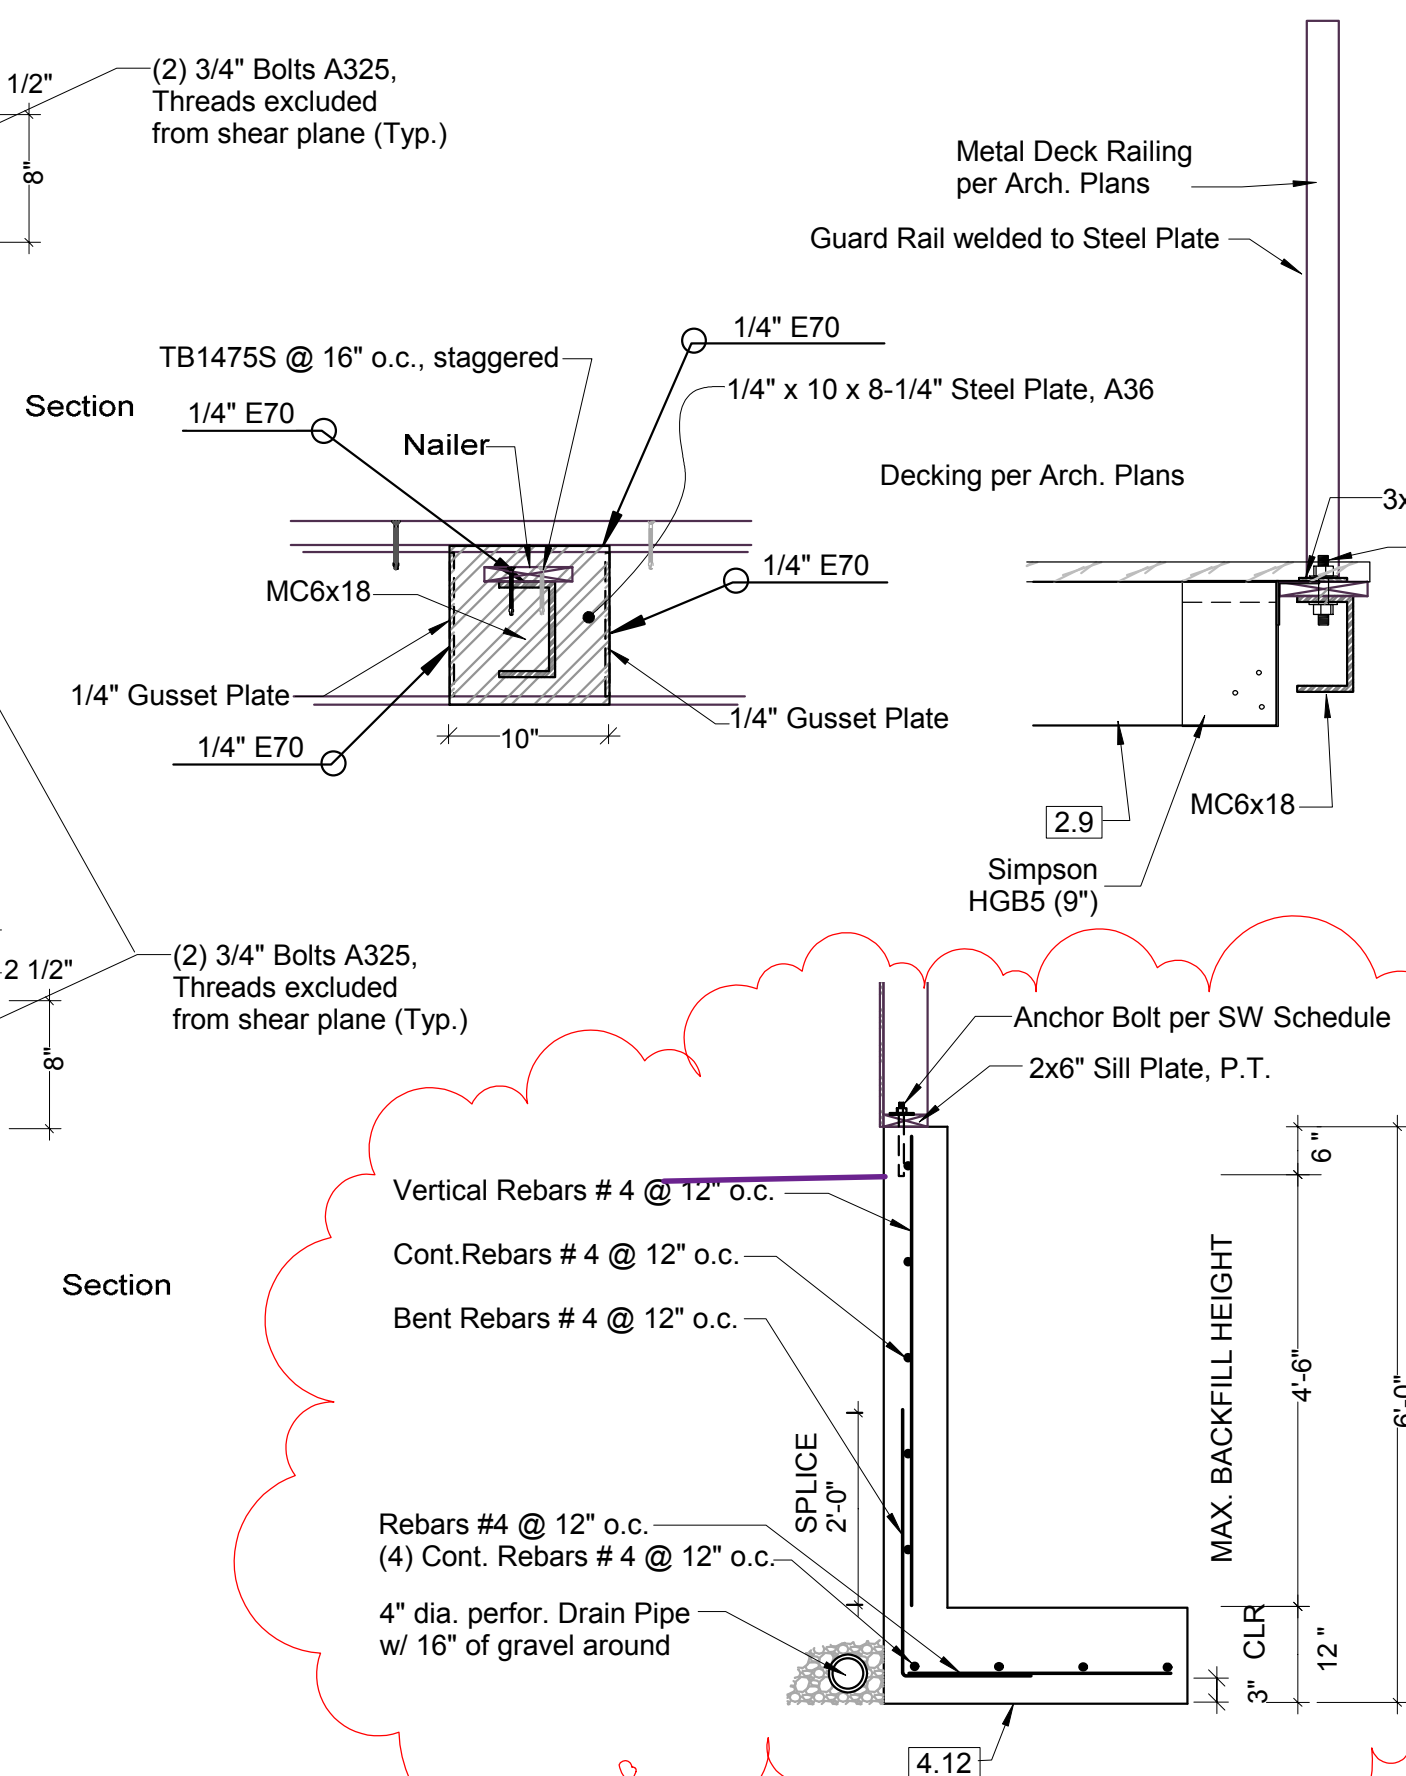 1/2"
(2) 3/4" Bolts A325,
Threads excluded
from shear plane (Typ.)
8"
Metal Deck Railing
per Arch. Plans
Guard Rail welded to Steel Plate
1/4" E70
TB1475S @ 16" o.c., staggered
1/4" x 10 x 8-1/4" Steel Plate, A36
Section
1/4" E70
Nailer
Decking per Arch. Plans
3x
1/4" E70
MC6x18
1/4" Gusset Plate
1/4" Gusset Plate
10"
1/4" E70
MC6x18
2.9
Simpson
HGB5 (9")
2 1/2"
(2) 3/4" Bolts A325,
Threads excluded
from shear plane (Typ.)
8"
Anchor Bolt per SW Schedule
2x6" Sill Plate, P.T.
6"
Vertical Rebars # 4 @ 12" o.c.
Cont.Rebars # 4 @ 12" o.c.
Section
Bent Rebars # 4 @ 12" o.c.
MAX. BACKFILL HEIGHT
4'-6"
6'-0"
SPLICE
2'-0"
Rebars #4 @ 12" o.c.
(4) Cont. Rebars # 4 @ 12" o.c.
4" dia. perfor. Drain Pipe
w/ 16" of gravel around
3" CLR
12"
4.12